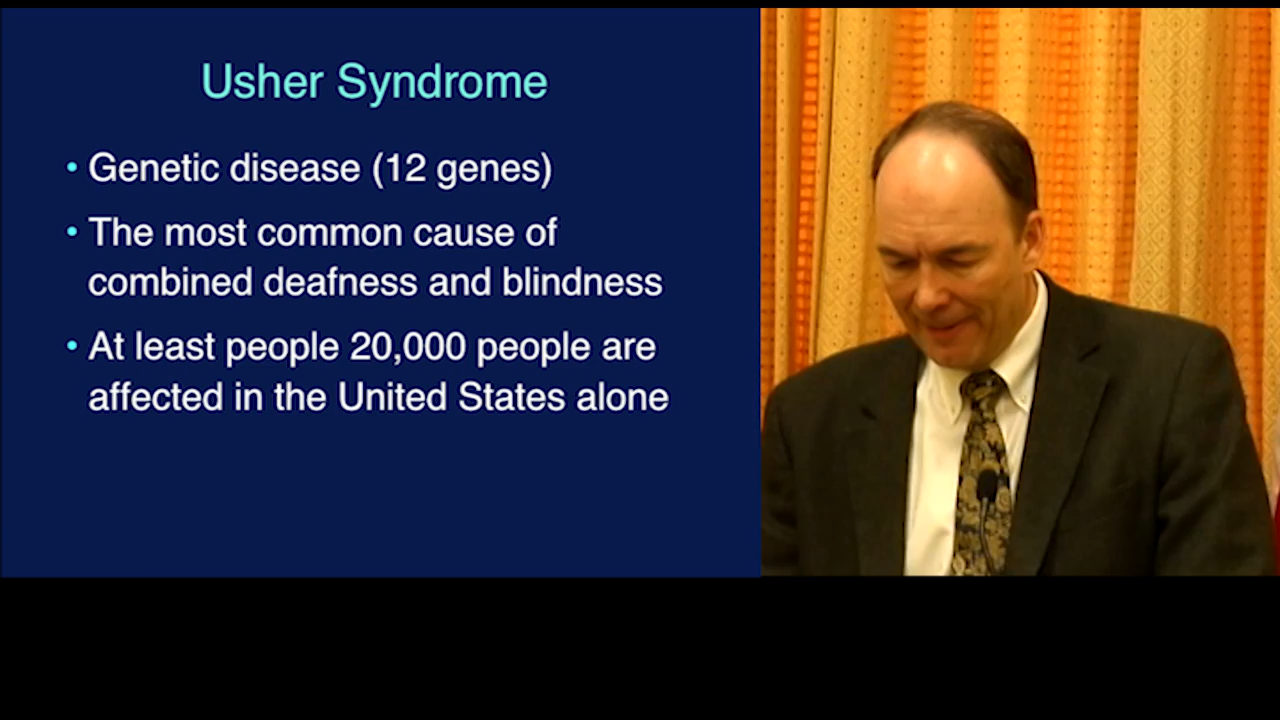 Usher Syndrome
• Genetic disease (12 genes)
• The most common cause of
combined deafness and blindness
• At least people 20,000 people are
affected in the United States alone